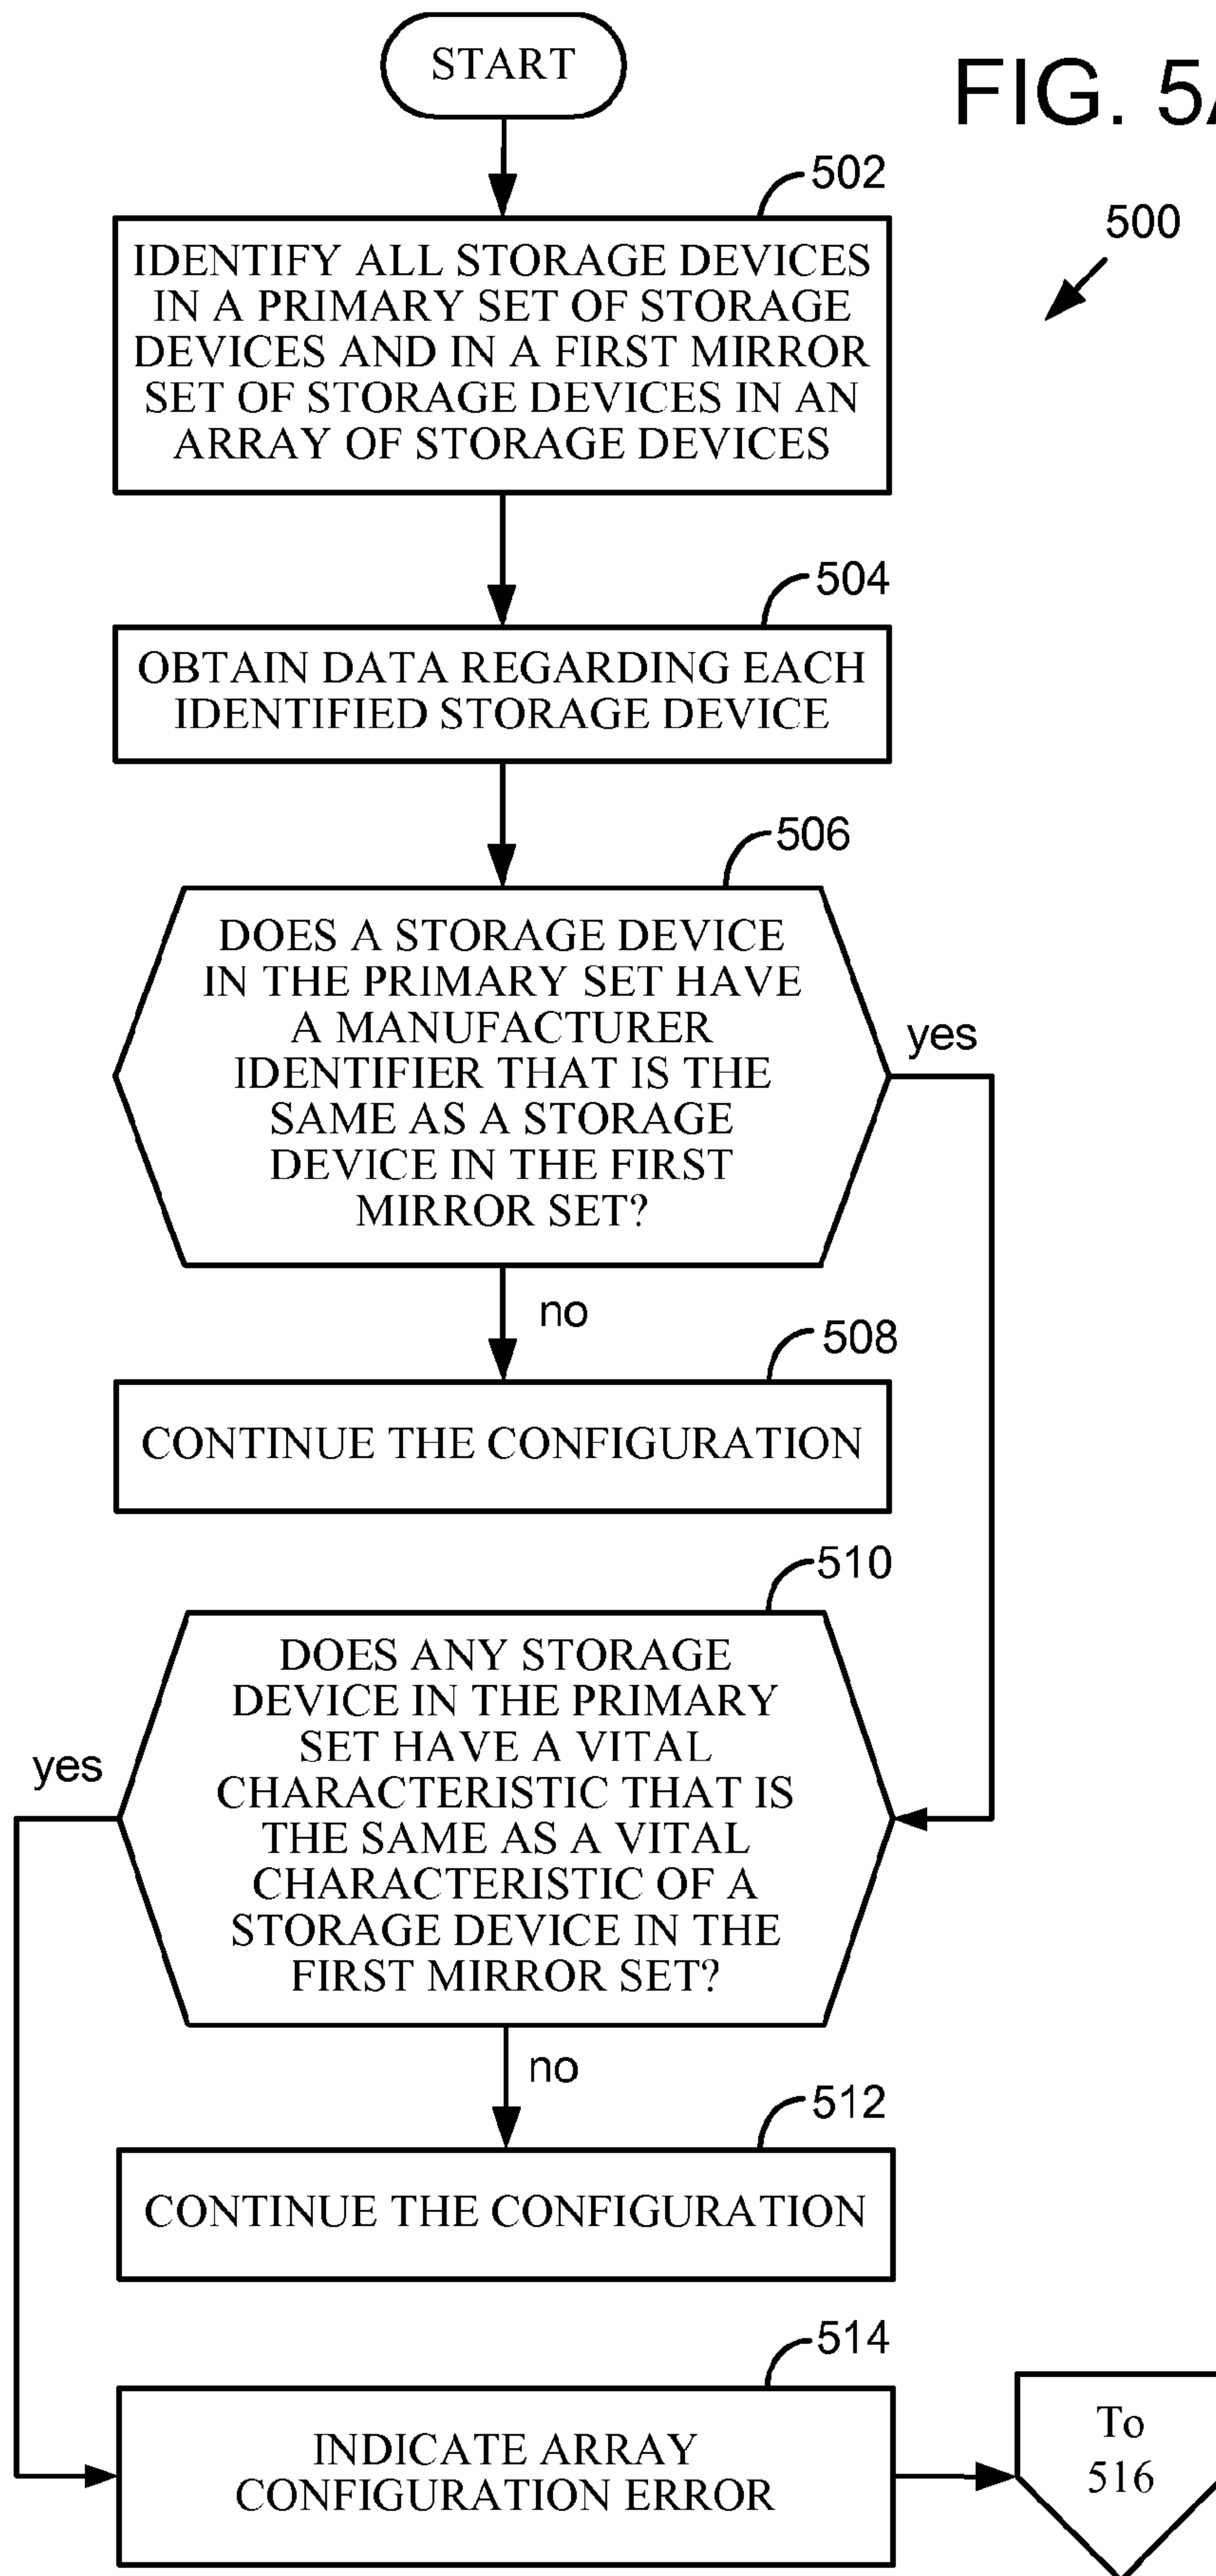 START
FIG. 5A
502
500
IDENTIFY ALL STORAGE DEVICES
IN A PRIMARY SET OF STORAGE
DEVICES AND IN A FIRST MIRROR
SET OF STORAGE DEVICES IN AN
ARRAY OF STORAGE DEVICES
504
OBTAIN DATA REGARDING EACH
IDENTIFIED STORAGE DEVICE
506
DOES A STORAGE DEVICE
IN THE PRIMARY SET HAVE
A MANUFACTURER
IDENTIFIER THAT IS THE
SAME AS A STORAGE
DEVICE IN THE FIRST
MIRROR SET?
yes
no
508
CONTINUE THE CONFIGURATION
510
DOES ANY STORAGE
DEVICE IN THE PRIMARY
SET HAVE A VITAL
CHARACTERISTIC THAT IS
THE SAME AS A VITAL
CHARACTERISTIC OF A
STORAGE DEVICE IN THE
FIRST MIRROR SET?
yes
no
512
CONTINUE THE CONFIGURATION
514
INDICATE ARRAY
CONFIGURATION ERROR
To
516